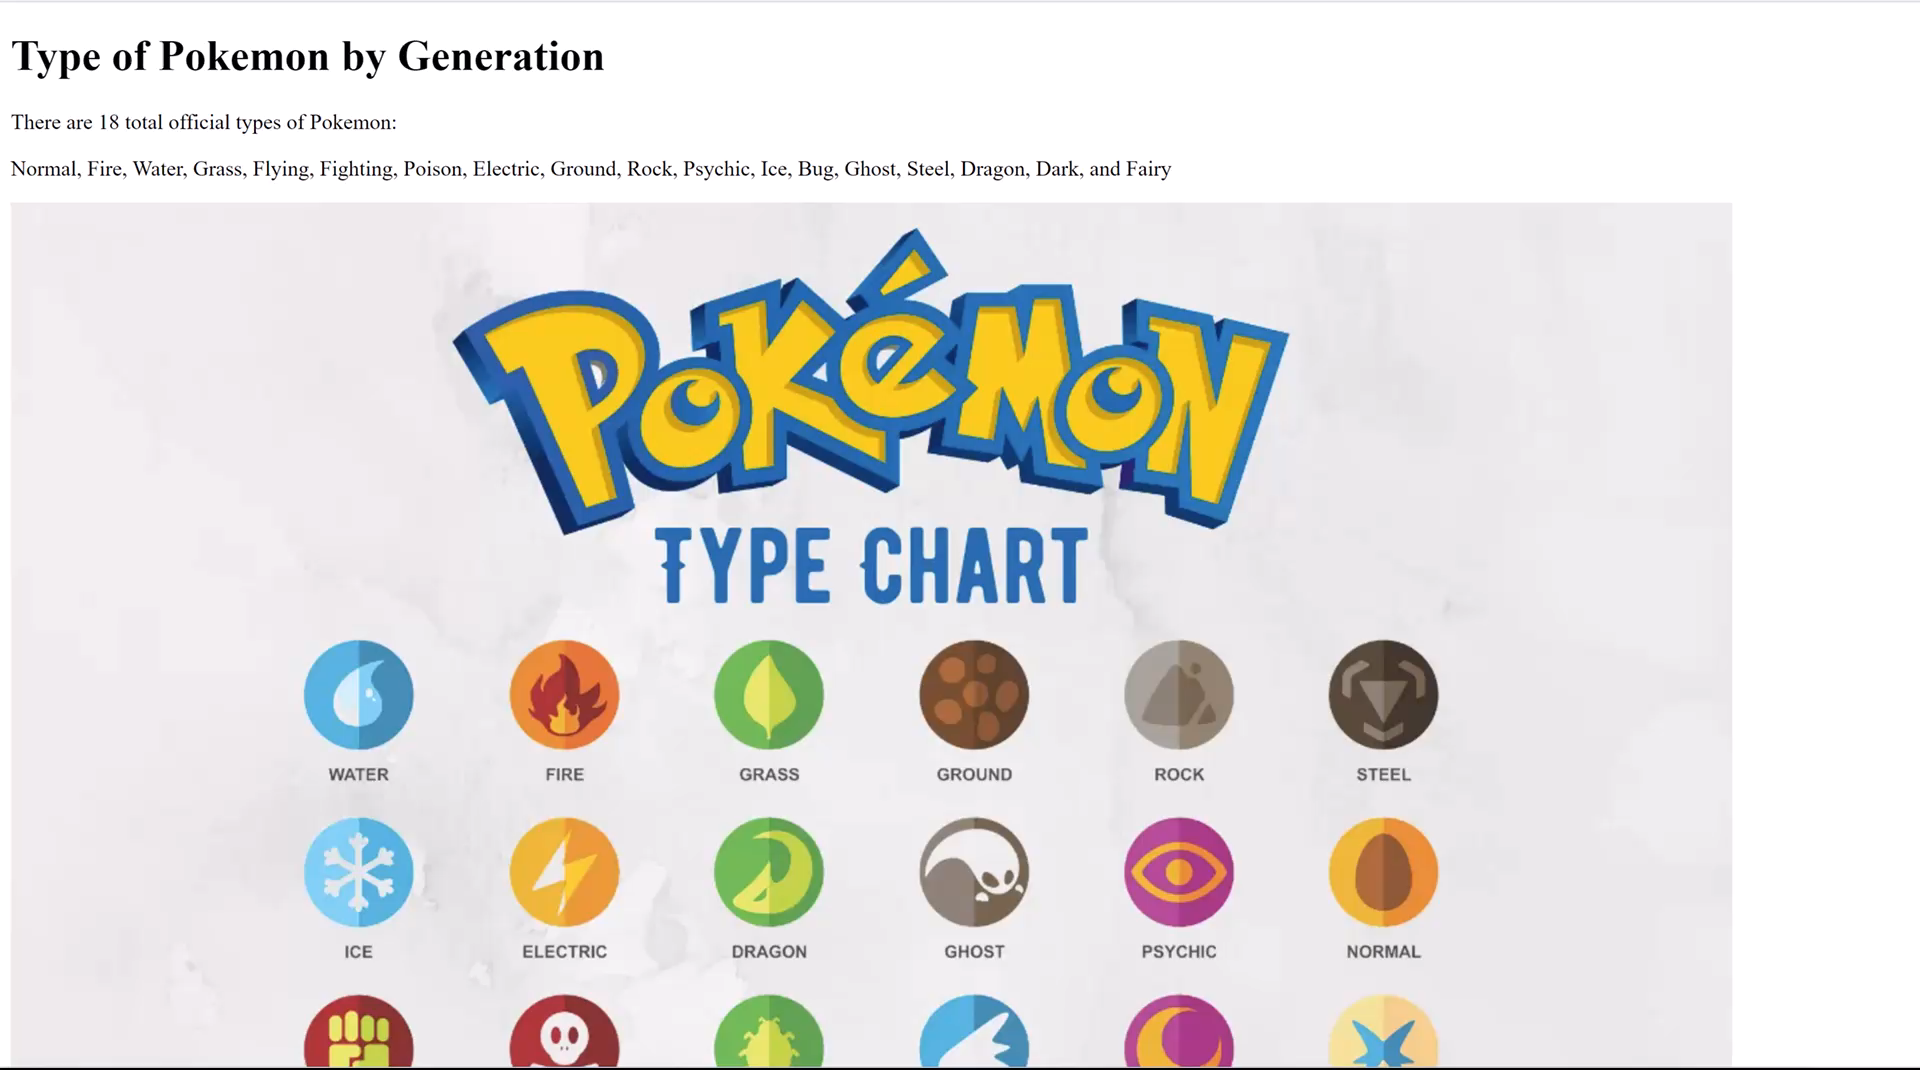 Type of Pokemon by Generation
There are 18 total official types of Pokemon:
Normal, Fire, Water, Grass, Flying, Fighting, Poison, Electric, Ground, Rock, Psychic, Ice, Bug, Ghost, Steel, Dragon, Dark, and Fairy
POKéMON
TYPE CHART
WATER FIRE GRASS GROUND ROCK STEEL
ICE ELECTRIC DRAGON GHOST PSYCHIC NORMAL